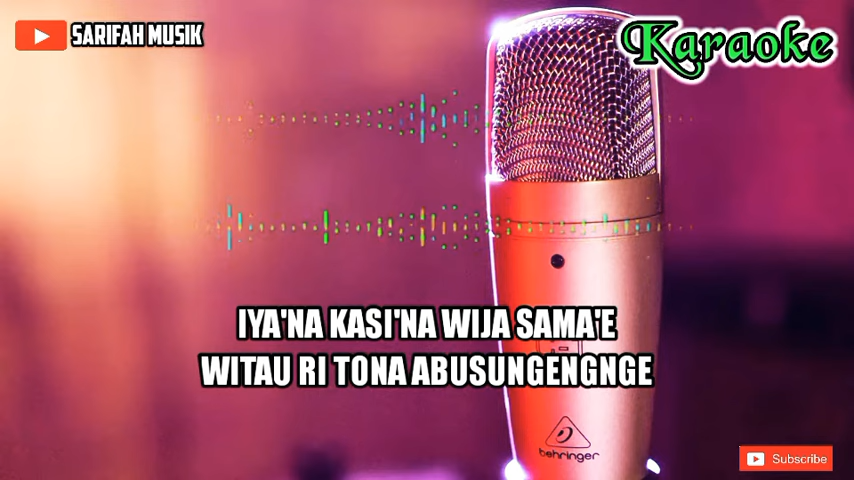 SARIFAH MUSIK
Karaoke
IYA'NA KASI'NA WIJA SAMA'E
WITAU RI TONA ABUSUNGENGNGE
behringer
Subscribe